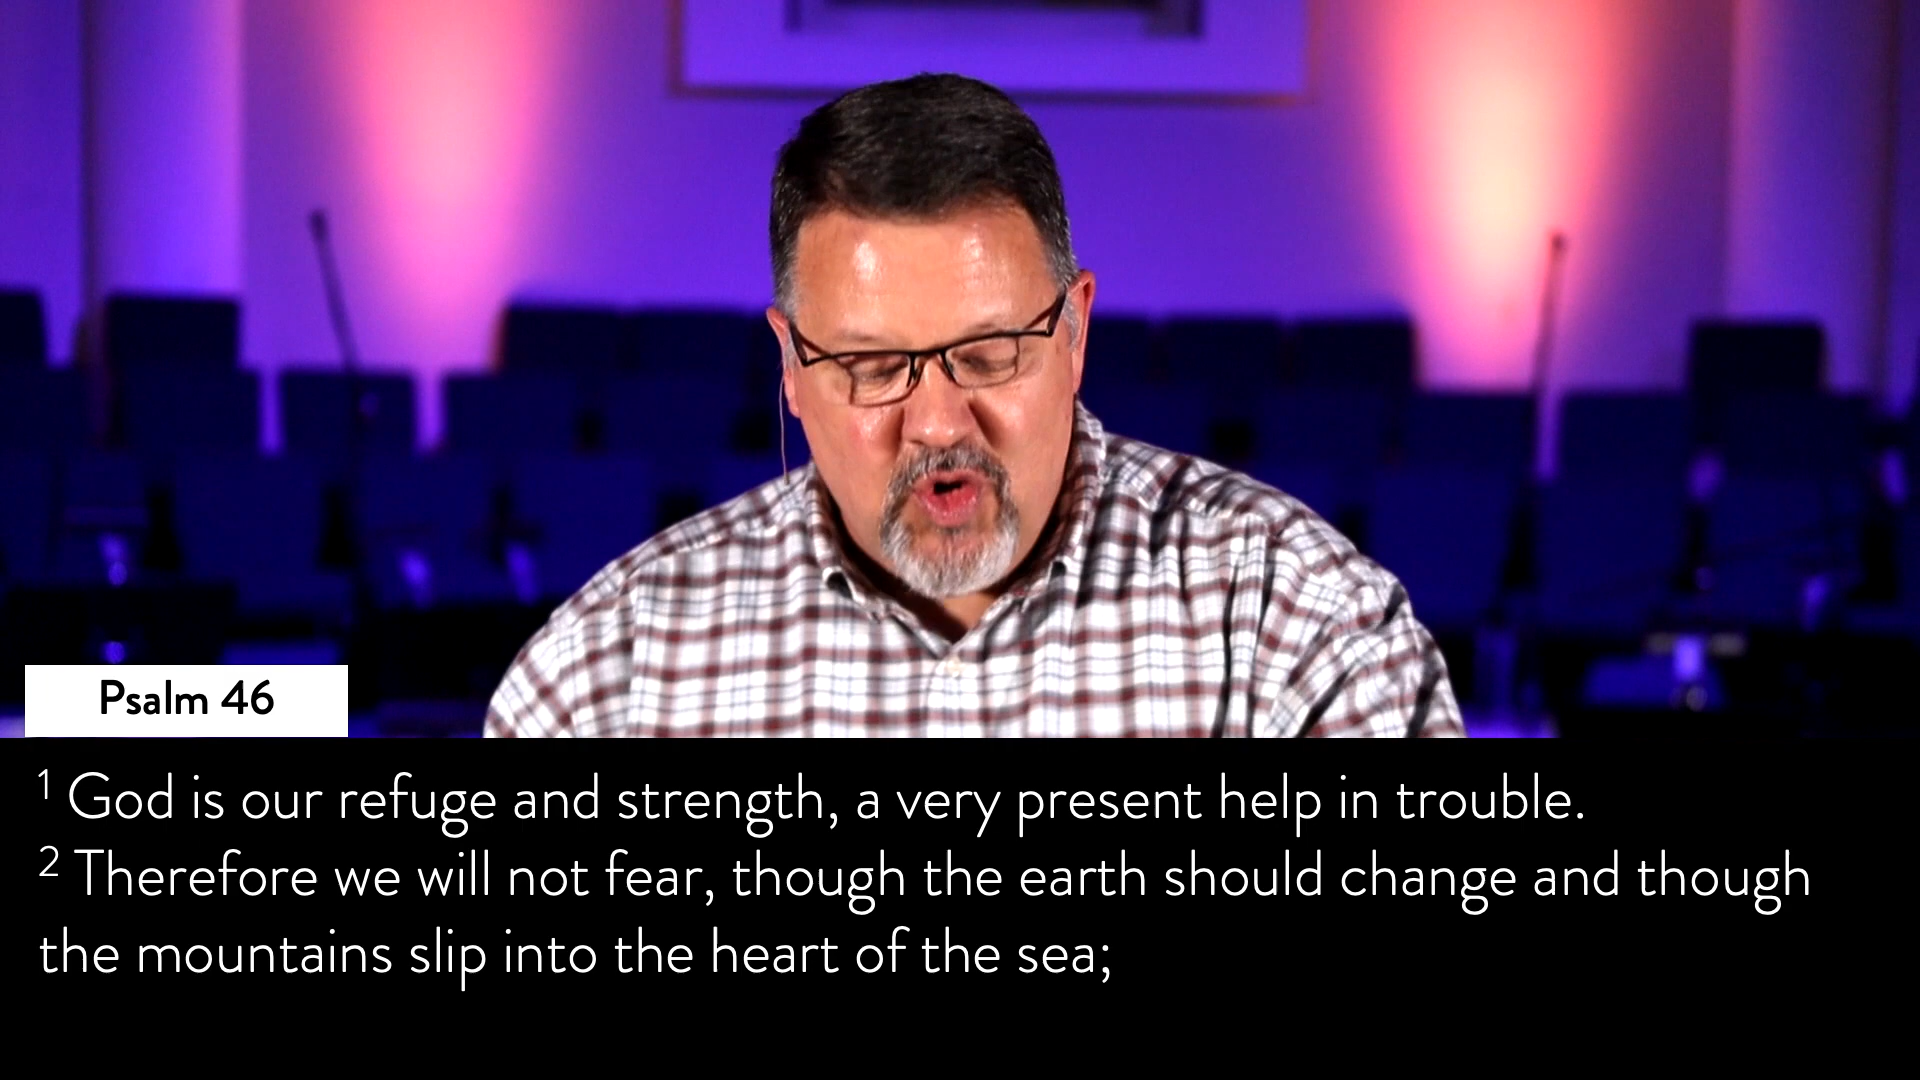 Psalm 46
1 God is our refuge and strength, a very present help in trouble.
2 Therefore we will not fear, though the earth should change and though
the mountains slip into the heart of the sea;